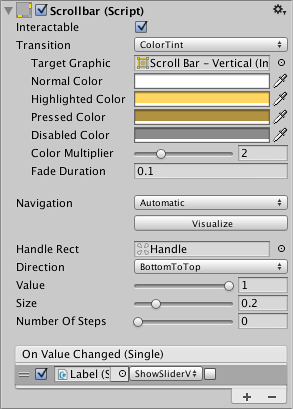 Scrollbar (Script)
Interactable
Transition ColorTint
Target Graphic Scroll Bar - Vertical (In
Normal Color
Highlighted Color
Pressed Color
Disabled Color
Color Multiplier 2
Fade Duration 0.1
Navigation Automatic
Visualize
Handle Rect Handle
Direction BottomToTop
Value 1
Size 0.2
Number Of Steps 0
On Value Changed (Single)
Label (S ShowSliderV